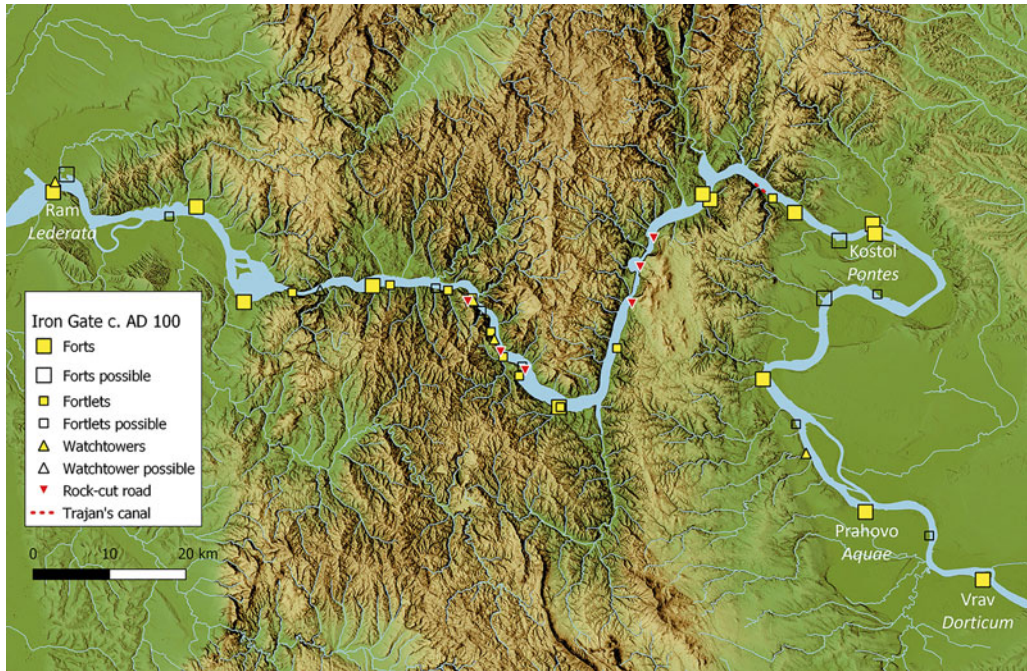 Ram
Lederata
Kostol
Pontes
Iron Gate c. AD 100
Forts
Forts possible
Fortlets
Fortlets possible
Watchtowers
Watchtower possible
Rock-cut road
Trajan's canal
0 10 20 km
Prahovo
Aquae
Vrav
Dorticum